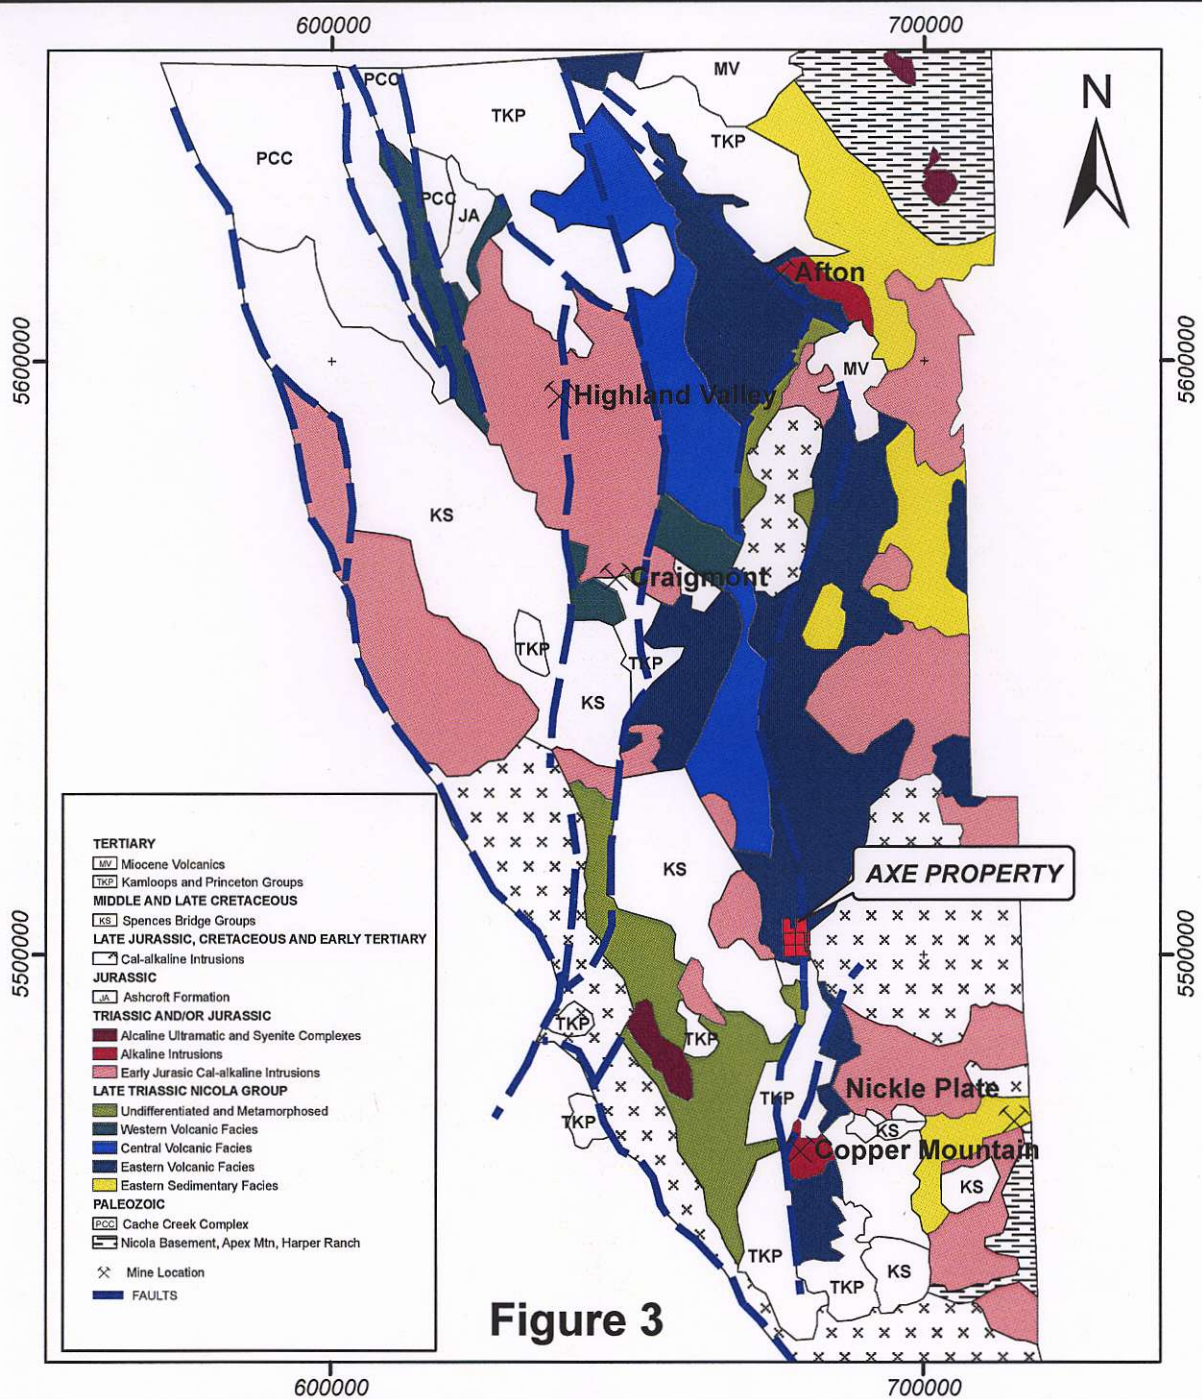 600000
700000
MV
PCC
TKP
N
TKP
PCC
PCC
JA
Afton
5600000
5600000
MV
Highland Valley
KS
Craigmont
TKP
TKP
KS
KS
AXE PROPERTY
5500000
5500000
TKP
TKP
Nickle Plate
TKP
TKP
KS
Copper Mountain
KS
TKP
KS
TKP
TERTIARY
MV Miocene Volcanics
TKP Kamloops and Princeton Groups
MIDDLE AND LATE CRETACEOUS
KS Spences Bridge Groups
LATE JURASSIC, CRETACEOUS AND EARLY TERTIARY
Cal-alkaline Intrusions
JURASSIC
JA Ashcroft Formation
TRIASSIC AND/OR JURASSIC
Alcaline Ultramatic and Syenite Complexes
Alkaline Intrusions
Early Jurasic Cal-alkaline Intrusions
LATE TRIASSIC NICOLA GROUP
Undifferentiated and Metamorphosed
Western Volcanic Facies
Central Volcanic Facies
Eastern Volcanic Facies
Eastern Sedimentary Facies
PALEOZOIC
PCC Cache Creek Complex
Nicola Basement, Apex Mtn, Harper Ranch
Mine Location
FAULTS
Figure 3
600000
700000